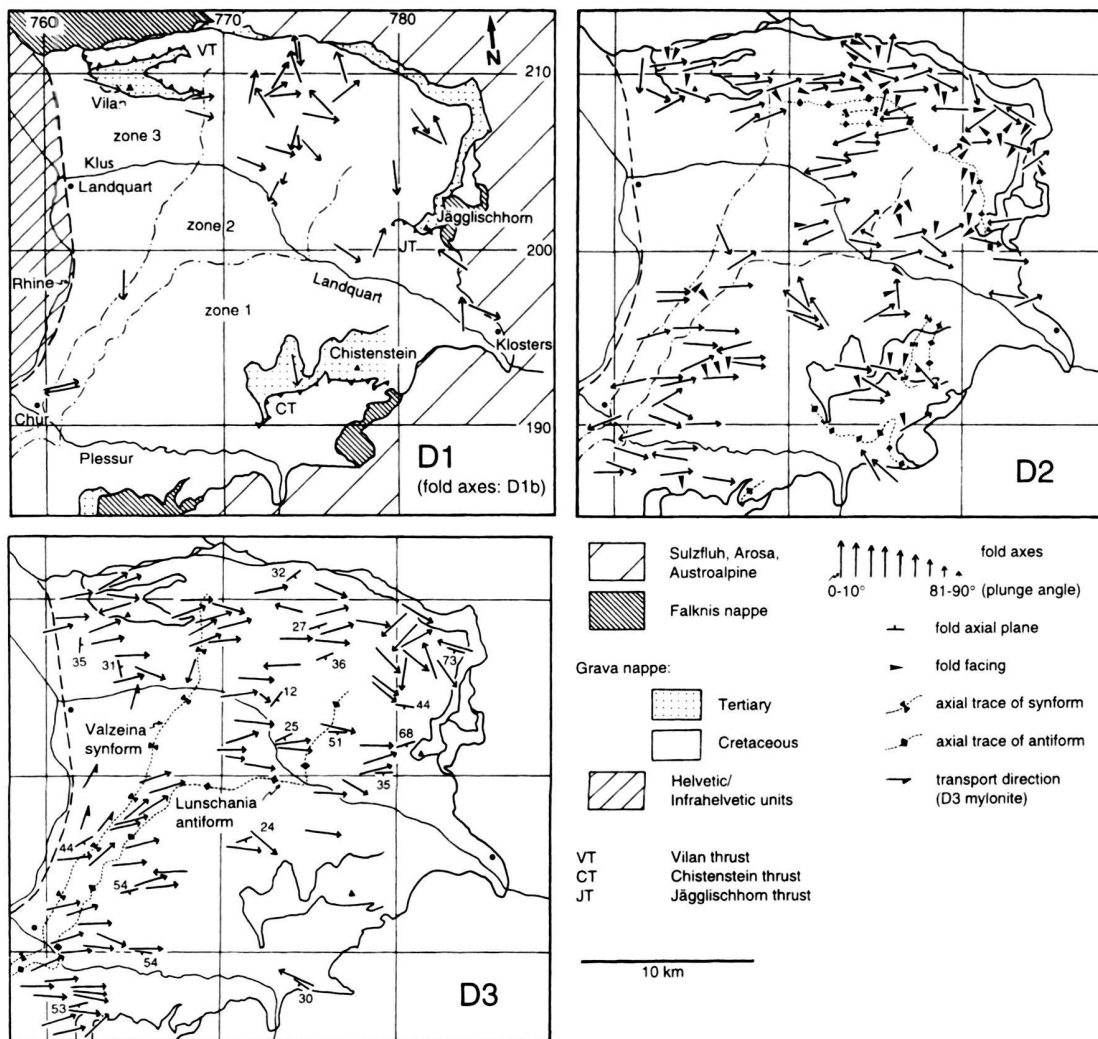 760
770
780
VT
N
210
Vilan
zone 3
Klus
Landquart
Jägglischhorn
zone 2
JT
200
Rhine
Landquart
zone 1
Klosters
Chistenstein
CT
Chur
190
Plessur
D1
(fold axes: D1b)
D2
32
27
35
31
36
73
12
44
Valzeina
synform
25
51
68
35
Lunschania
antiform
24
44
54
54
53
30
D3
Sulzfluh, Arosa,
Austroalpine
Falknis nappe
Grava nappe:
Tertiary
Cretaceous
Helvetic/
Infrahelvetic units
VT Vilan thrust
CT Chistenstein thrust
JT Jägglischhorn thrust
fold axes
0-10° 81-90° (plunge angle)
fold axial plane
fold facing
axial trace of synform
axial trace of antiform
transport direction
(D3 mylonite)
10 km